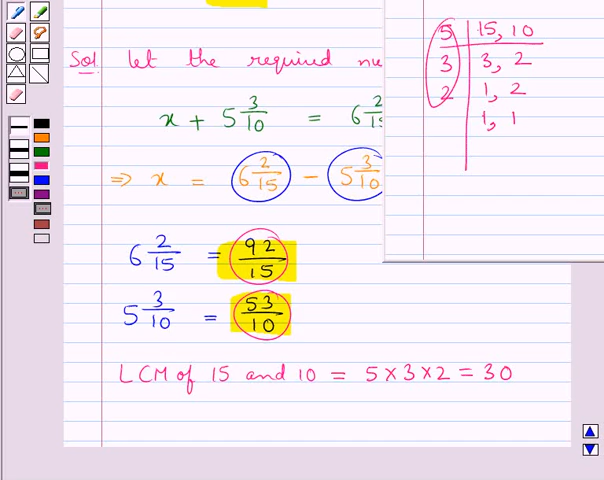 Sol let the required nu
x + 5 3/10 = 6 2/15
⇒ x = 6 2/15 − 5 3/10
6 2/15 = 92/15
5 3/10 = 53/10
LCM of 15 and 10 = 5 × 3 × 2 = 30
5 | 15, 10
3 | 3, 2
2 | 1, 2
| 1, 1